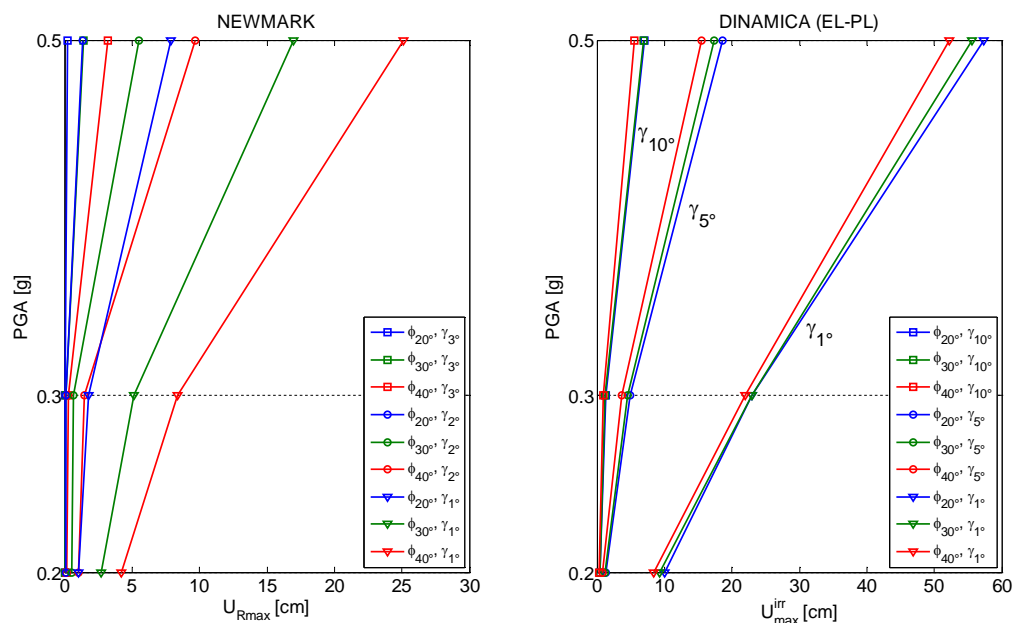 NEWMARK
0.5
0.3
0.2
PGA [g]
0 5 10 15 20 25 30
U_Rmax [cm]
ϕ20°, γ3°
ϕ30°, γ3°
ϕ40°, γ3°
ϕ20°, γ2°
ϕ30°, γ2°
ϕ40°, γ2°
ϕ20°, γ1°
ϕ30°, γ1°
ϕ40°, γ1°
DINAMICA (EL-PL)
0.5
0.3
0.2
PGA [g]
0 10 20 30 40 50 60
U^irr_max [cm]
γ10°
γ5°
γ1°
ϕ20°, γ10°
ϕ30°, γ10°
ϕ40°, γ10°
ϕ20°, γ5°
ϕ30°, γ5°
ϕ40°, γ5°
ϕ20°, γ1°
ϕ30°, γ1°
ϕ40°, γ1°